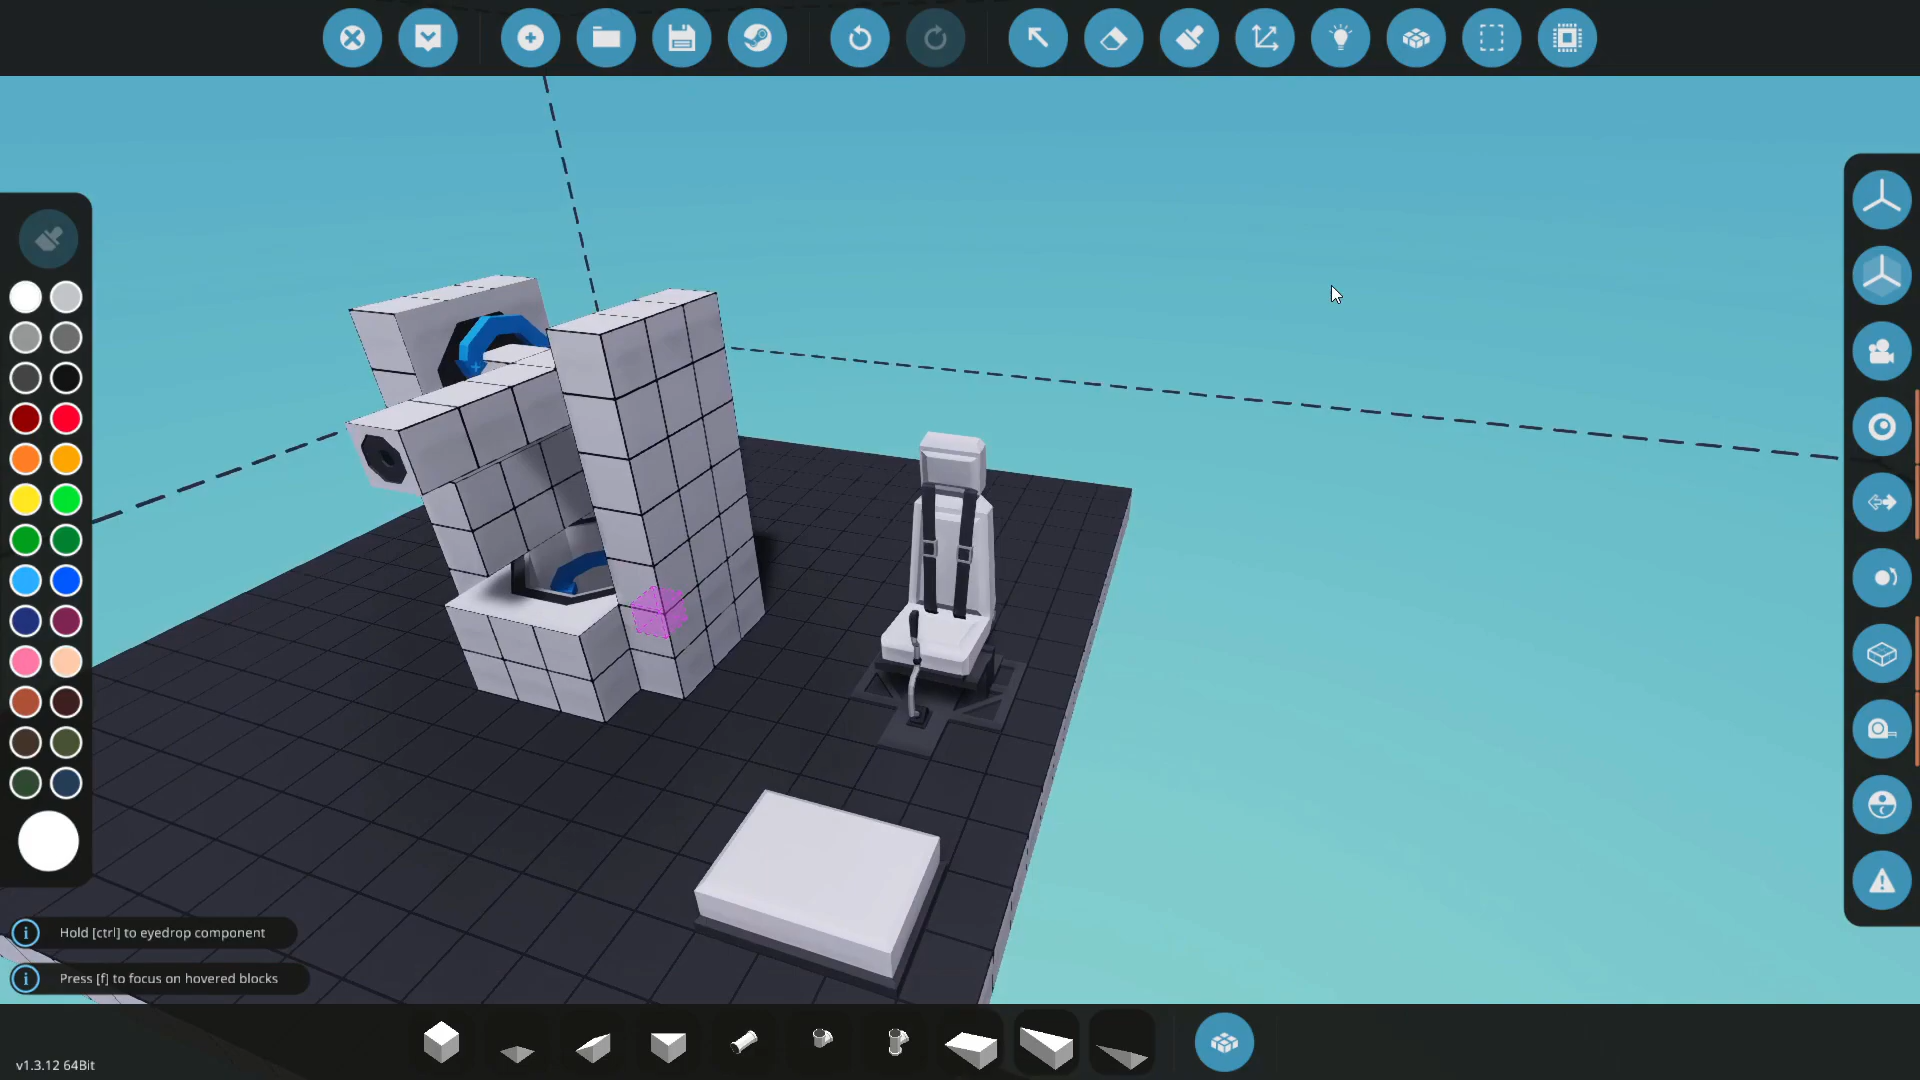 Hold [ctrl] to eyedrop component
Press [f] to focus on hovered blocks
v1.3.12 64Bit